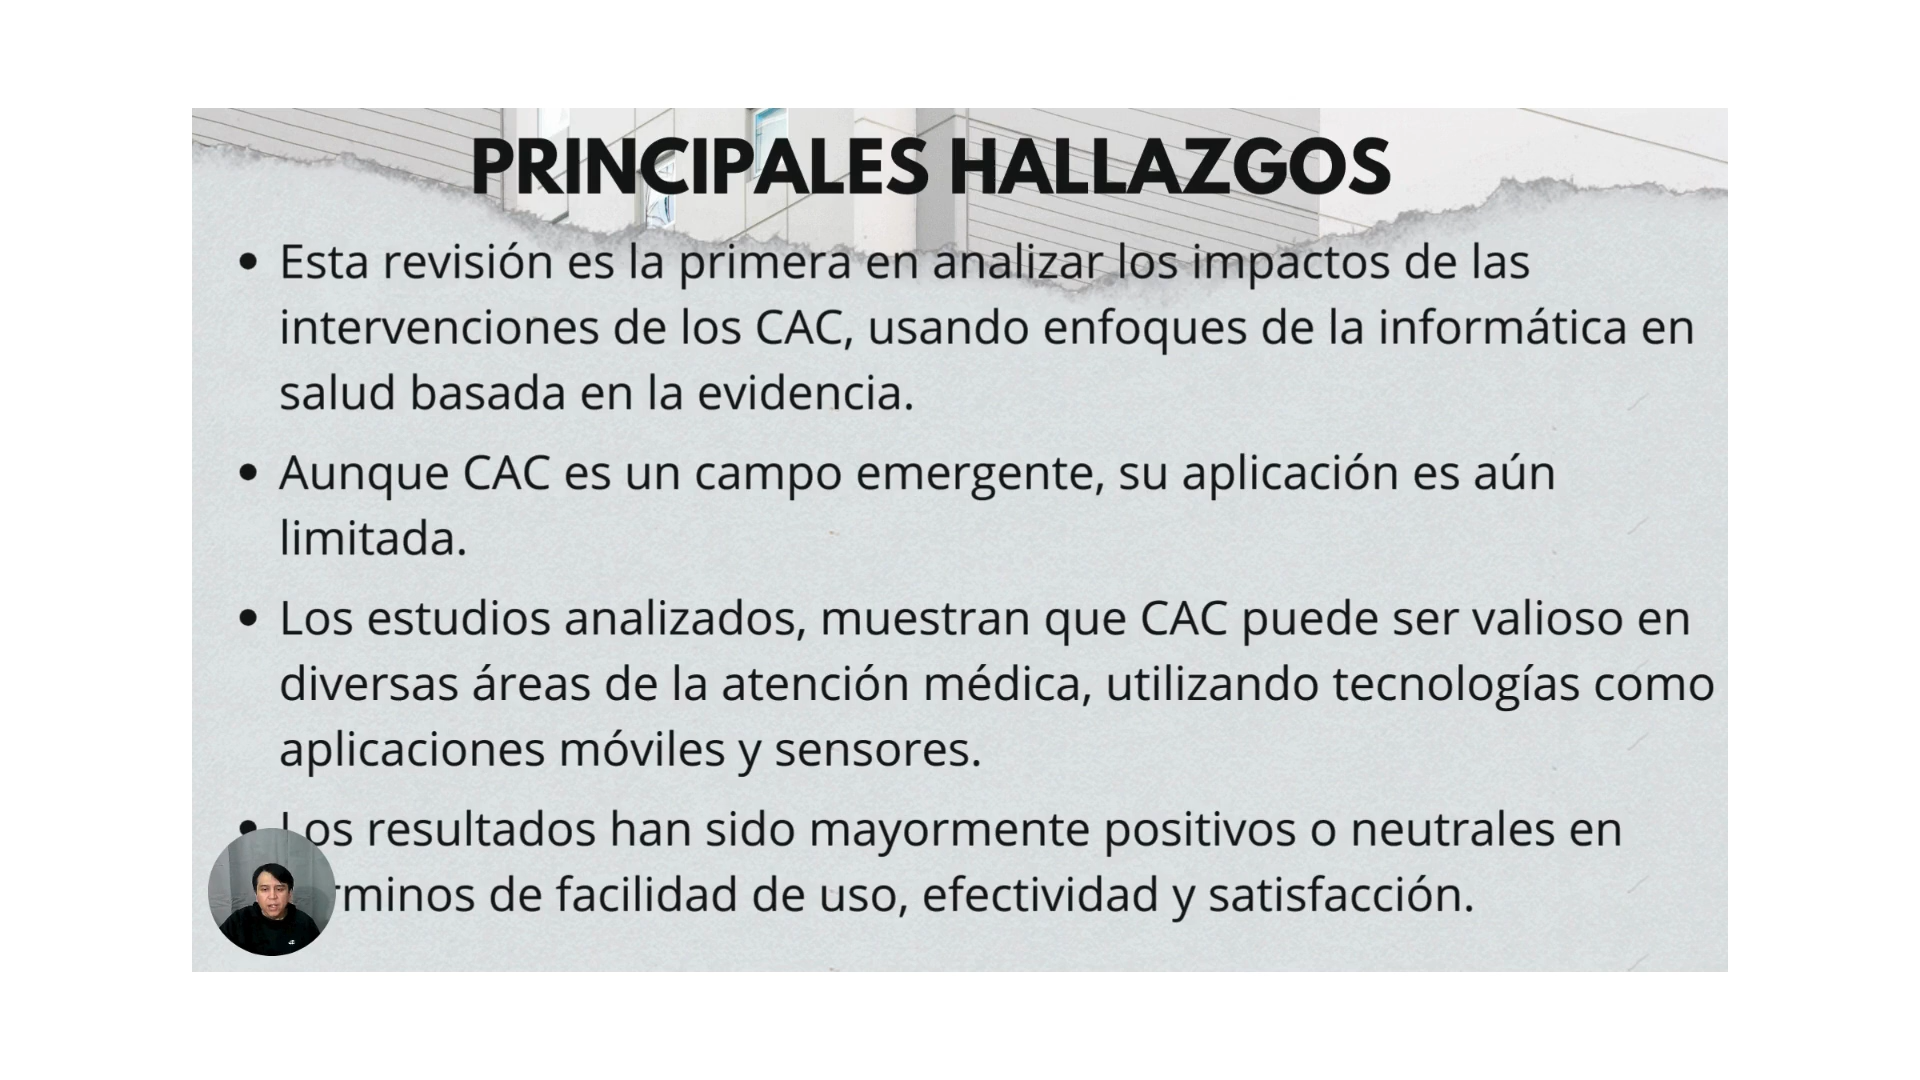 PRINCIPALES HALLAZGOS
• Esta revisión es la primera en analizar los impactos de las
intervenciones de los CAC, usando enfoques de la informática en
salud basada en la evidencia.
• Aunque CAC es un campo emergente, su aplicación es aún
limitada.
• Los estudios analizados, muestran que CAC puede ser valioso en
diversas áreas de la atención médica, utilizando tecnologías como
aplicaciones móviles y sensores.
• Los resultados han sido mayormente positivos o neutrales en
rminos de facilidad de uso, efectividad y satisfacción.